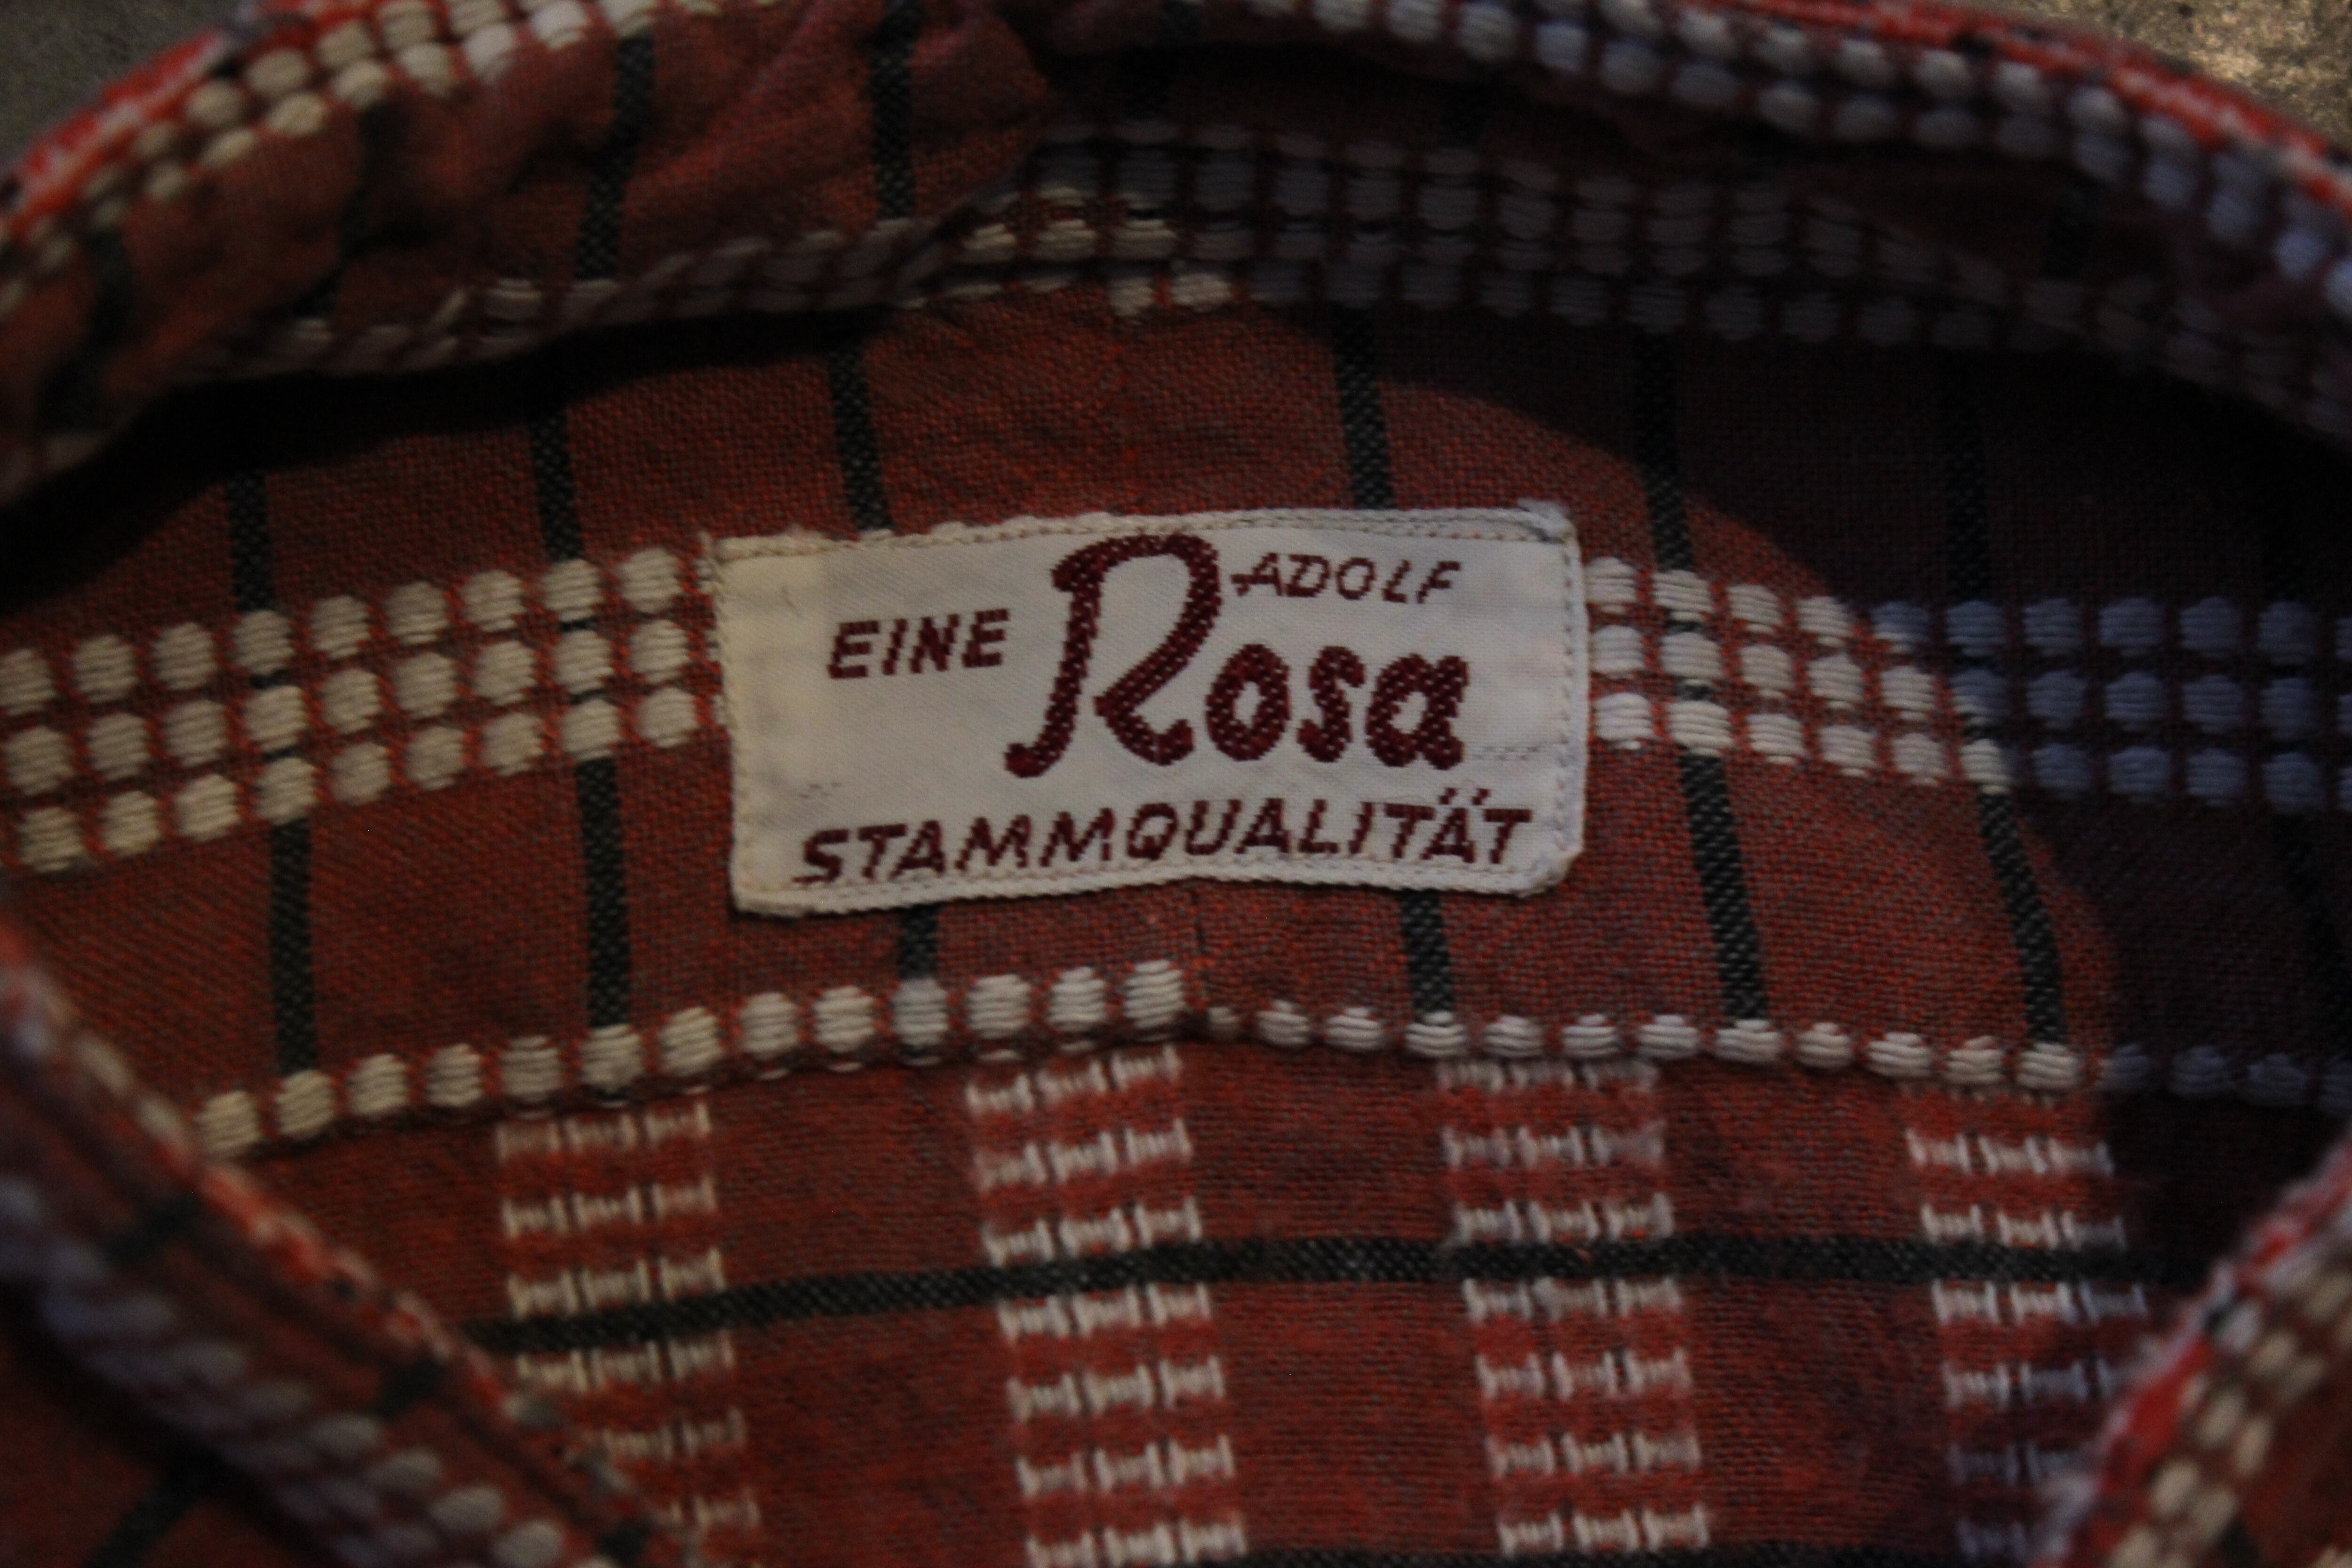 ADOLF
EINE Rosa
STAMMQUALITÄT